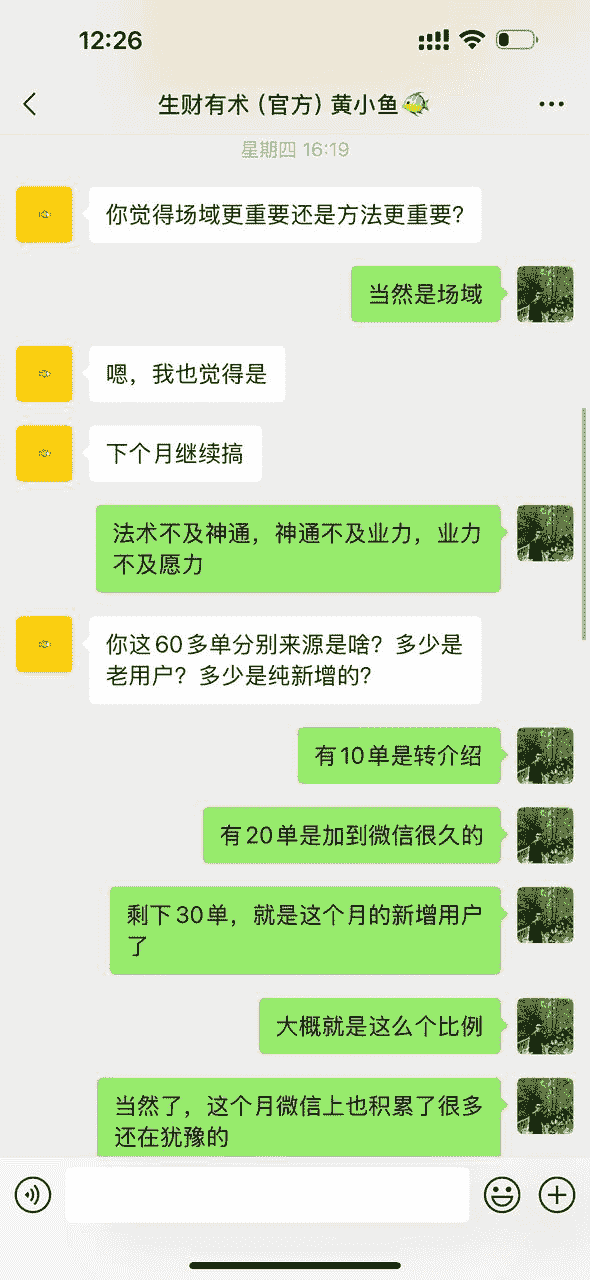 12:26
生财有术（官方）黄小鱼🐠
星期四 16:19
你觉得场域更重要还是方法更重要？
当然是场域
嗯，我也觉得是
下个月继续搞
法术不及神通，神通不及业力，业力
不及愿力
你这60多单分别来源是啥？多少是
老用户？多少是纯新增的？
有10单是转介绍
有20单是加到微信很久的
剩下30单，就是这个月的新增用户
了
大概就是这么个比例
当然了，这个月微信上也积累了很多
还在犹豫的